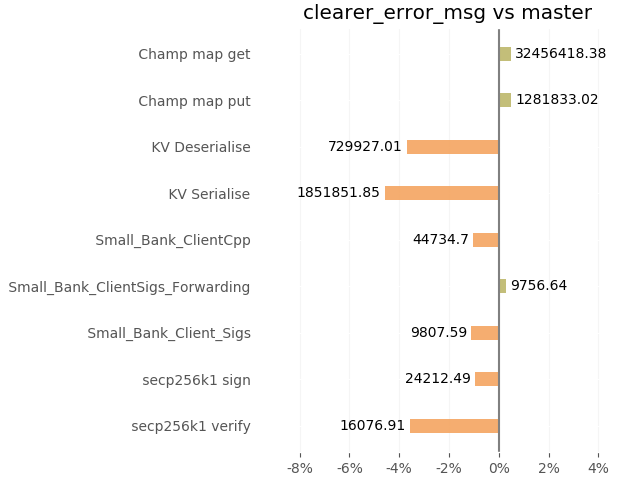 clearer_error_msg vs master
Champ map get 32456418.38
Champ map put 1281833.02
KV Deserialise 729927.01
KV Serialise 1851851.85
Small_Bank_ClientCpp 44734.7
Small_Bank_ClientSigs_Forwarding 9756.64
Small_Bank_Client_Sigs 9807.59
secp256k1 sign 24212.49
secp256k1 verify 16076.91
-8% -6% -4% -2% 0% 2% 4%